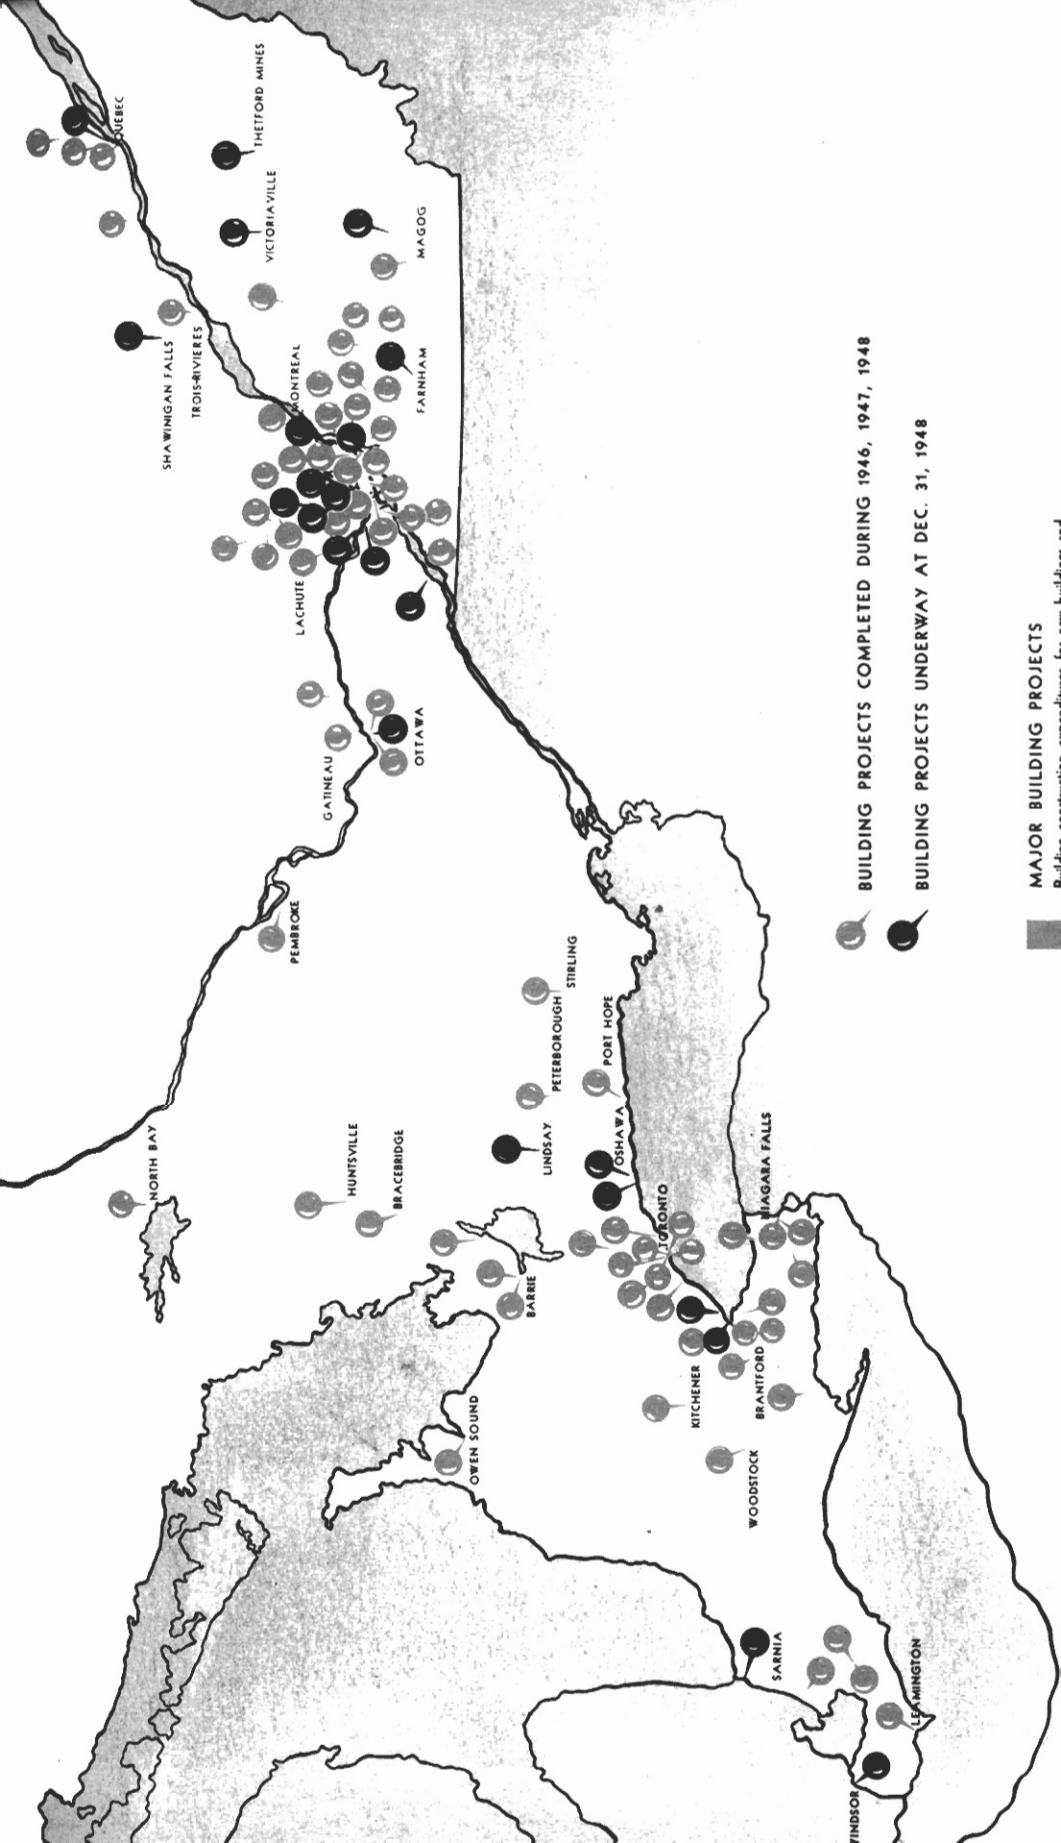 QUEBEC
THETFORD MINES
VICTORIAVILLE
MAGOG
SHAWINIGAN FALLS
TROIS-RIVIERES
MONTREAL
FARNHAM
LACHUTE
GATINEAU
OTTAWA
PEMBROKE
STIRLING
PETERBOROUGH
PORT HOPE
NORTH BAY
HUNTSVILLE
BRACEBRIDGE
LINDSAY
OSHAWA
TORONTO
NIAGARA FALLS
BARRIE
OWEN SOUND
KITCHENER
BRANTFORD
WOODSTOCK
SARNIA
LEAMINGTON
WINDSOR
BUILDING PROJECTS COMPLETED DURING 1946, 1947, 1948
BUILDING PROJECTS UNDERWAY AT DEC. 31, 1948
MAJOR BUILDING PROJECTS